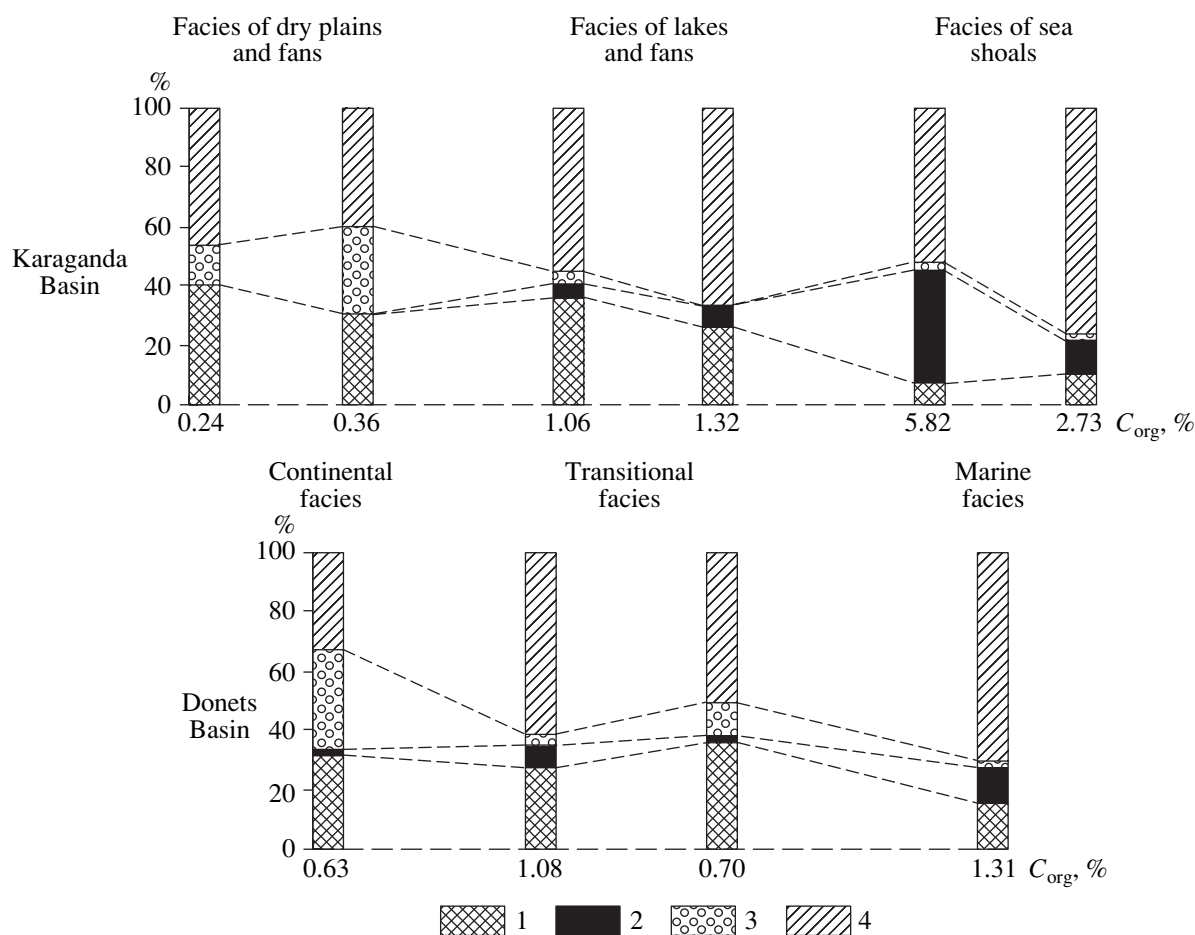 Facies of dry plains
and fans
Facies of lakes
and fans
Facies of sea
shoals
%
100
80
60
40
20
0
Karaganda
Basin
0.24 0.36 1.06 1.32 5.82 2.73 Corg, %
Continental
facies
Transitional
facies
Marine
facies
%
100
80
60
40
20
0
Donets
Basin
0.63 1.08 0.70 1.31 Corg, %
1 2 3 4